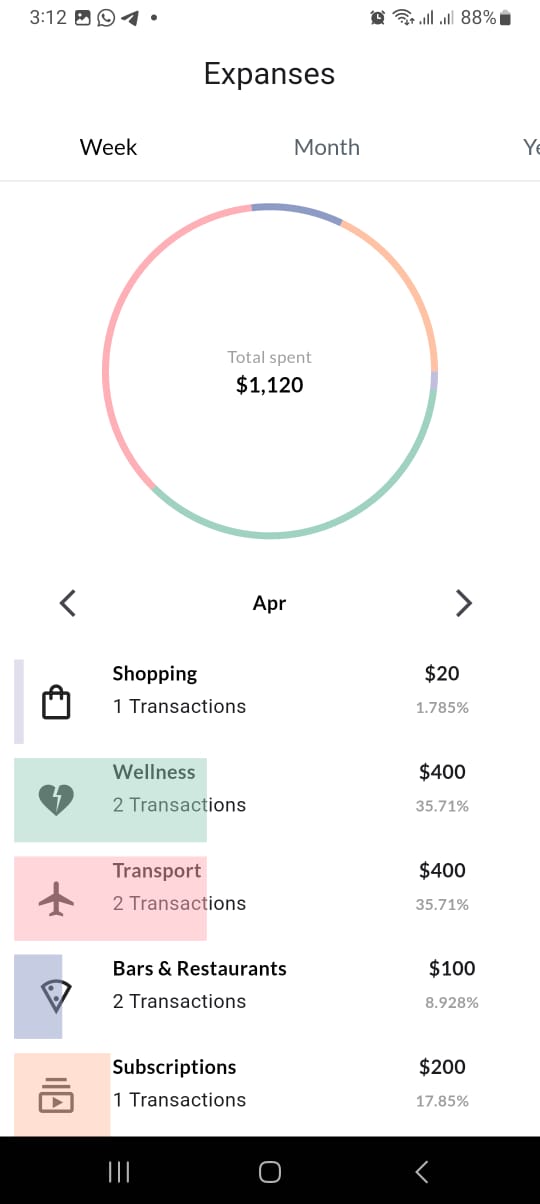 3:12
88%
Expanses
Week Month Ye
Total spent
$1,120
Apr
Shopping $20
1 Transactions 1.785%
Wellness $400
2 Transactions 35.71%
Transport $400
2 Transactions 35.71%
Bars & Restaurants $100
2 Transactions 8.928%
Subscriptions $200
1 Transactions 17.85%